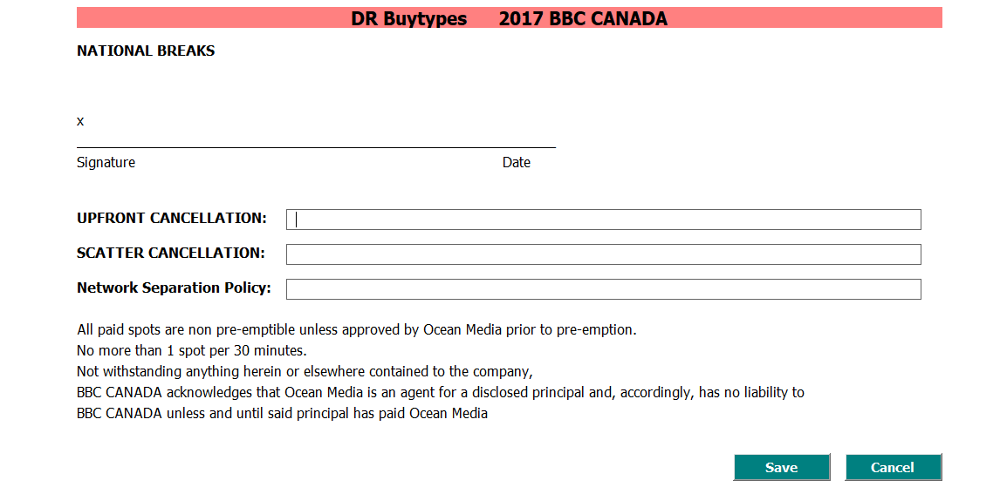 DR Buytypes 2017 BBC CANADA
NATIONAL BREAKS
x
Signature Date
UPFRONT CANCELLATION:
SCATTER CANCELLATION:
Network Separation Policy:
All paid spots are non pre-emptible unless approved by Ocean Media prior to pre-emption.
No more than 1 spot per 30 minutes.
Not withstanding anything herein or elsewhere contained to the company,
BBC CANADA acknowledges that Ocean Media is an agent for a disclosed principal and, accordingly, has no liability to
BBC CANADA unless and until said principal has paid Ocean Media
Save Cancel